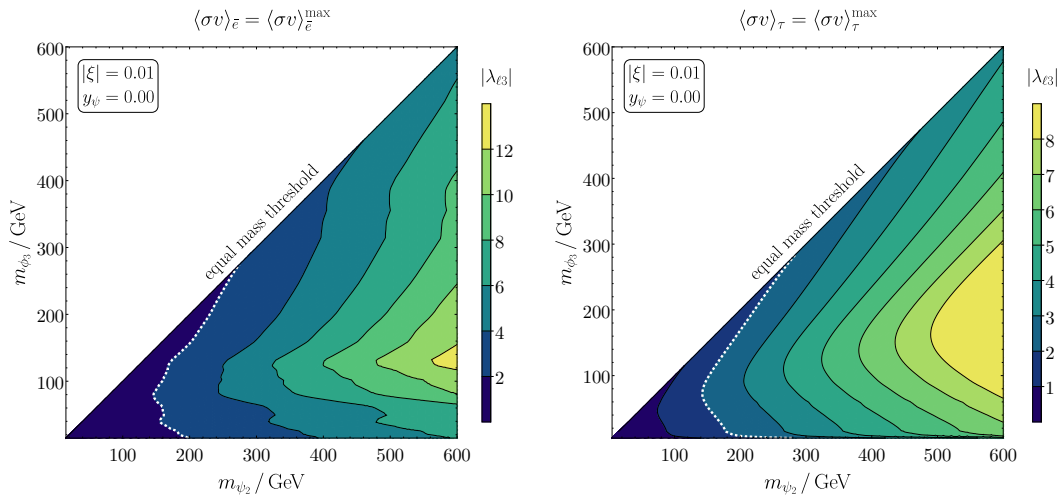 ⟨σv⟩_ē = ⟨σv⟩_ē^max
|ξ| = 0.01
y_ψ = 0.00
equal mass threshold
m_ϕ₃ / GeV
600
500
400
300
200
100
100 200 300 400 500 600
m_ψ₂ / GeV
|λ_ℓ3|
12
10
8
6
4
2
⟨σv⟩_τ = ⟨σv⟩_τ^max
|ξ| = 0.01
y_ψ = 0.00
equal mass threshold
m_ϕ₃ / GeV
600
500
400
300
200
100
100 200 300 400 500 600
m_ψ₂ / GeV
|λ_ℓ3|
8
7
6
5
4
3
2
1